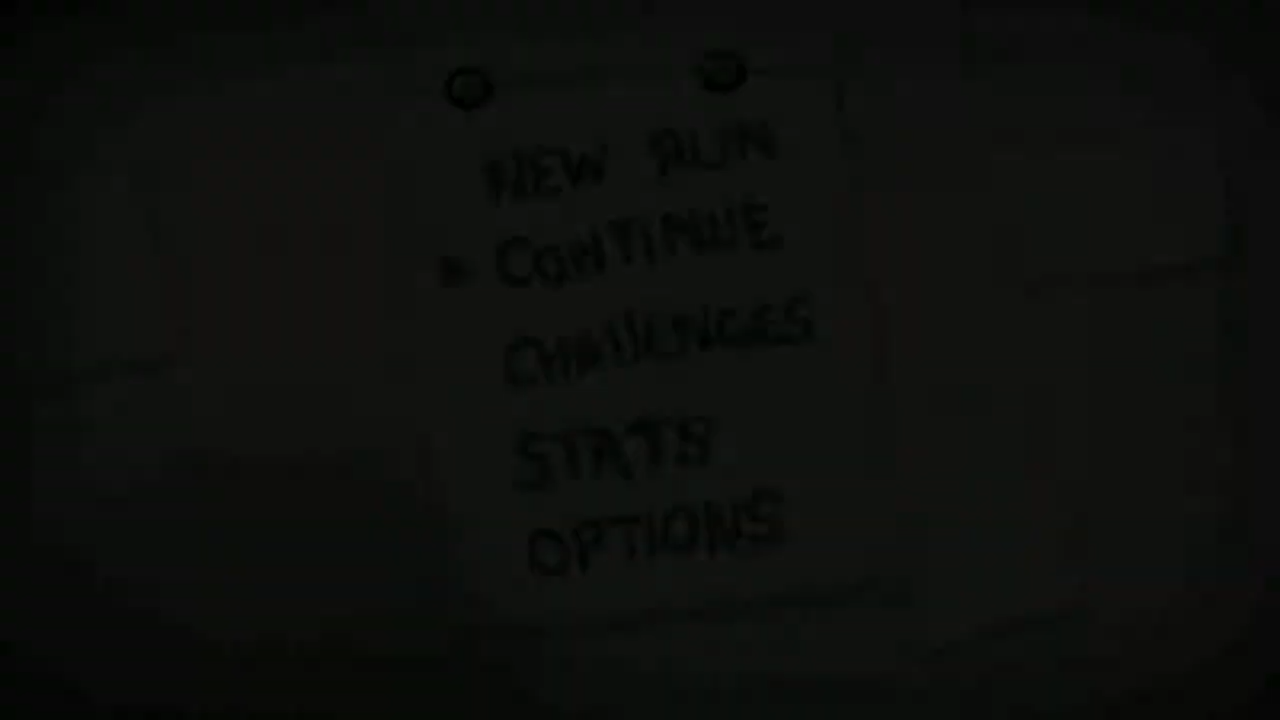 NEW RUN
CONTINUE
CHALLENGES
STATS
OPTIONS